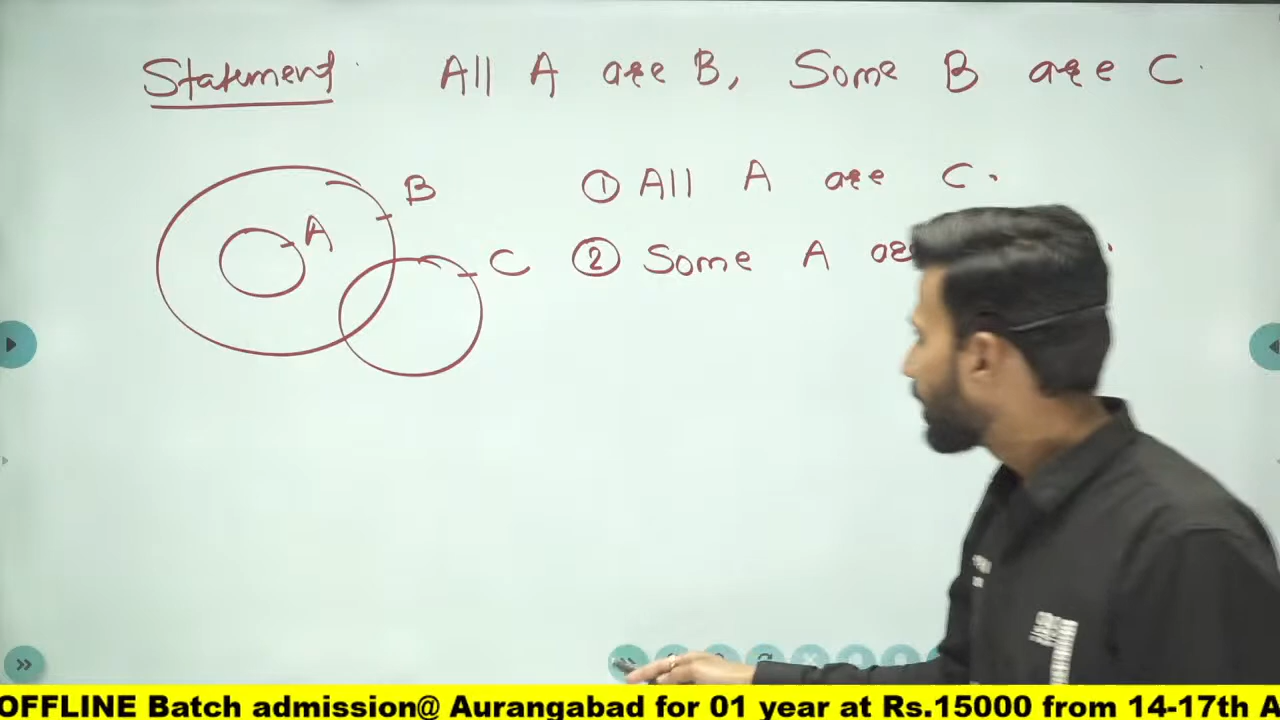 Statement All A are B, Some B are C.
B
① All A are C.
A
C
② Some A are
OFFLINE Batch admission@ Aurangabad for 01 year at Rs.15000 from 14-17th A